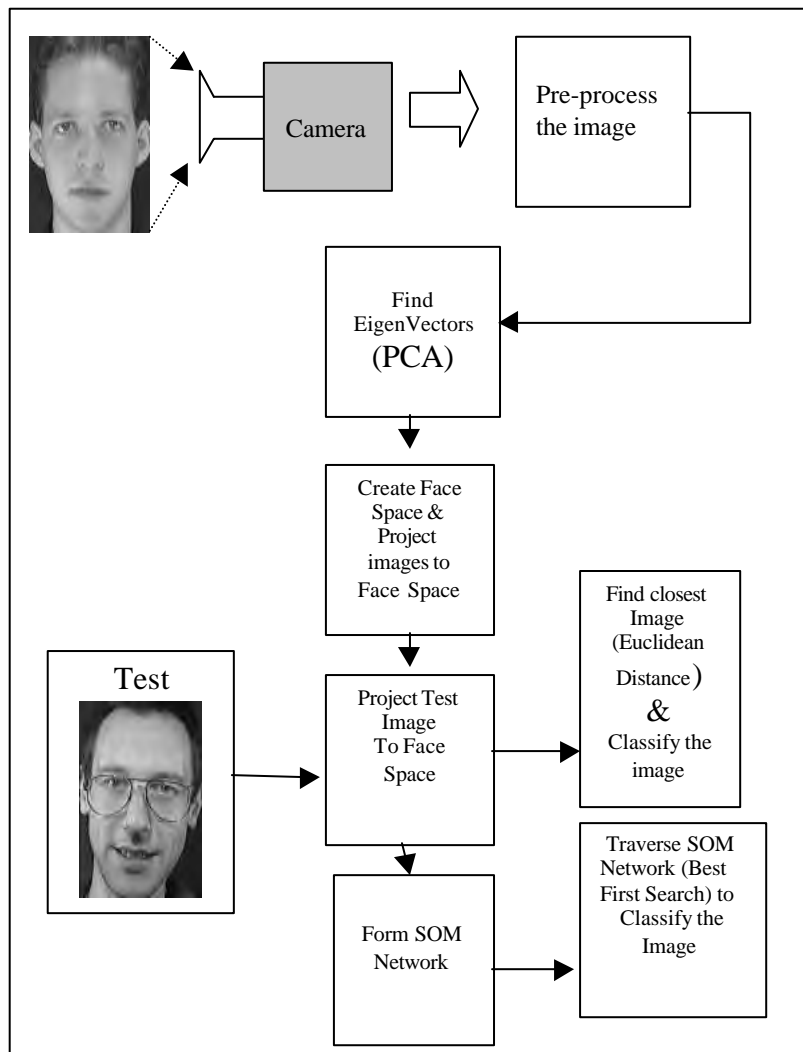 Camera
Pre-process
the image
Find
EigenVectors
(PCA)
Create Face
Space &
Project
images to
Face Space
Find closest
Image
(Euclidean
Distance)
&
Classify the
image
Test
Project Test
Image
To Face
Space
Traverse SOM
Network (Best
First Search) to
Classify the
Image
Form SOM
Network